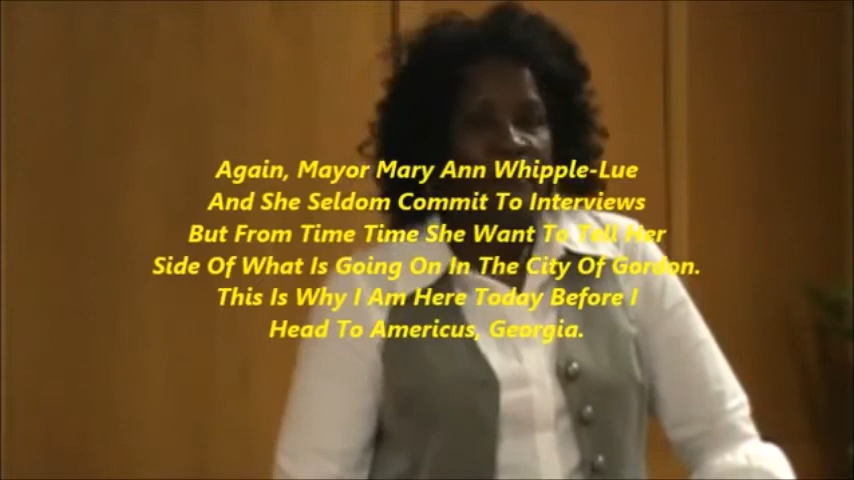 Again, Mayor Mary Ann Whipple-Lue
And She Seldom Commit To Interviews
But From Time Time She Want To Tell Her
Side Of What Is Going On In The City Of Gordon.
This Is Why I Am Here Today Before I
Head To Americus, Georgia.